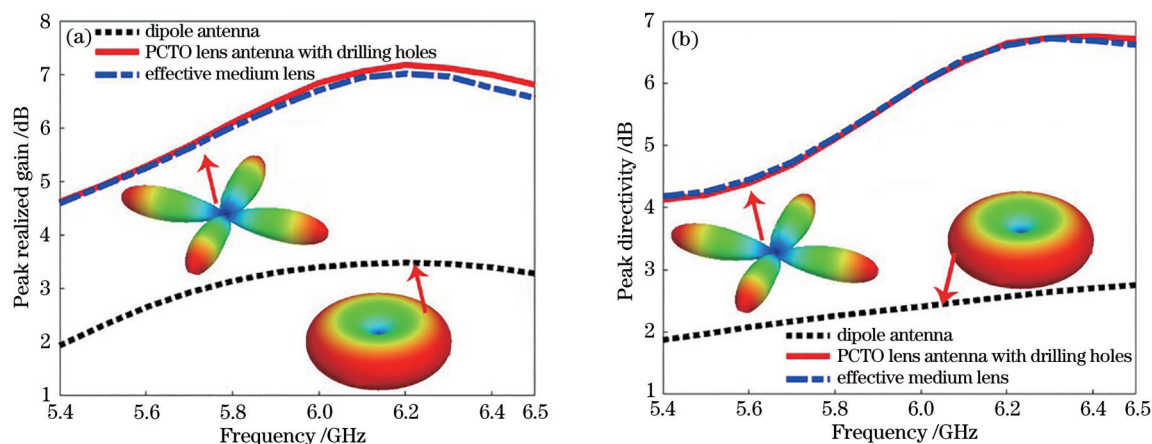 (a)
dipole antenna
PCTO lens antenna with drilling holes
effective medium lens
Peak realized gain /dB
8
7
6
5
4
3
2
1
5.4 5.6 5.8 6.0 6.2 6.4 6.5
Frequency /GHz
(b)
Peak directivity /dB
7
6
5
4
3
2
1
dipole antenna
PCTO lens antenna with drilling holes
effective medium lens
5.4 5.6 5.8 6.0 6.2 6.4 6.5
Frequency /GHz